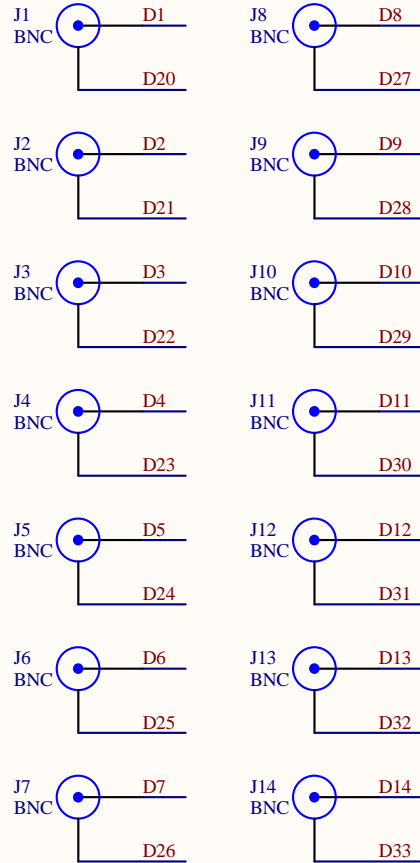 J1
BNC
D1
D20
J2
BNC
D2
D21
J3
BNC
D3
D22
J4
BNC
D4
D23
J5
BNC
D5
D24
J6
BNC
D6
D25
J7
BNC
D7
D26
J8
BNC
D8
D27
J9
BNC
D9
D28
J10
BNC
D10
D29
J11
BNC
D11
D30
J12
BNC
D12
D31
J13
BNC
D13
D32
J14
BNC
D14
D33